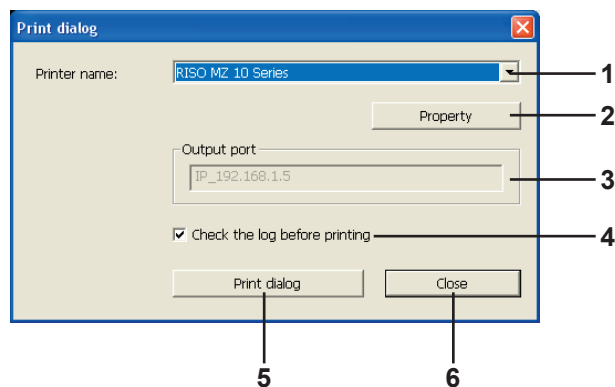 Print dialog
Printer name: RISO MZ 10 Series 1
Property 2
Output port
IP_192.168.1.5 3
Check the log before printing 4
Print dialog Close
5 6